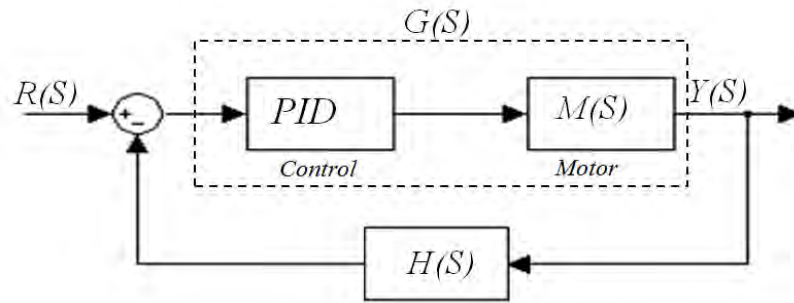 G(S)
R(S)
+
-
PID
M(S)
Y(S)
Control
Motor
H(S)